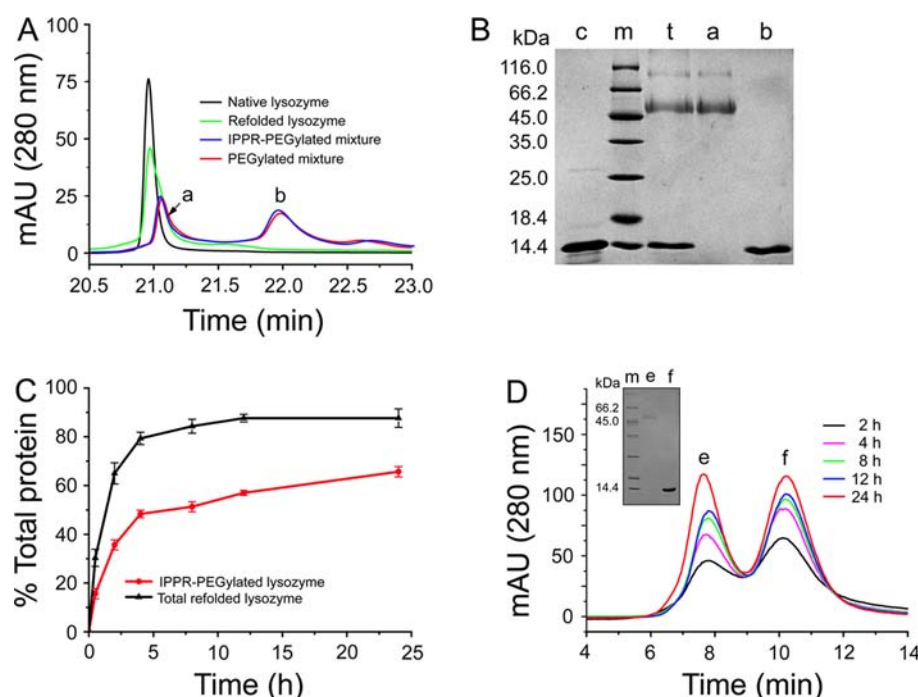 A
mAU (280 nm)
75
50
25
0
20.5 21.0 21.5 22.0 22.5 23.0
Time (min)
Native lysozyme
Refolded lysozyme
IPPR-PEGylated mixture
PEGylated mixture
a
b
B
kDa
c m t a b
116.0
66.2
45.0
35.0
25.0
18.4
14.4
C
% Total protein
100
80
60
40
20
0
0 5 10 15 20 25
Time (h)
IPPR-PEGylated lysozyme
Total refolded lysozyme
D
mAU (280 nm)
150
100
50
0
4 6 8 10 12 14
Time (min)
kDa m e f
66.2
45.0
14.4
e
f
2 h
4 h
8 h
12 h
24 h